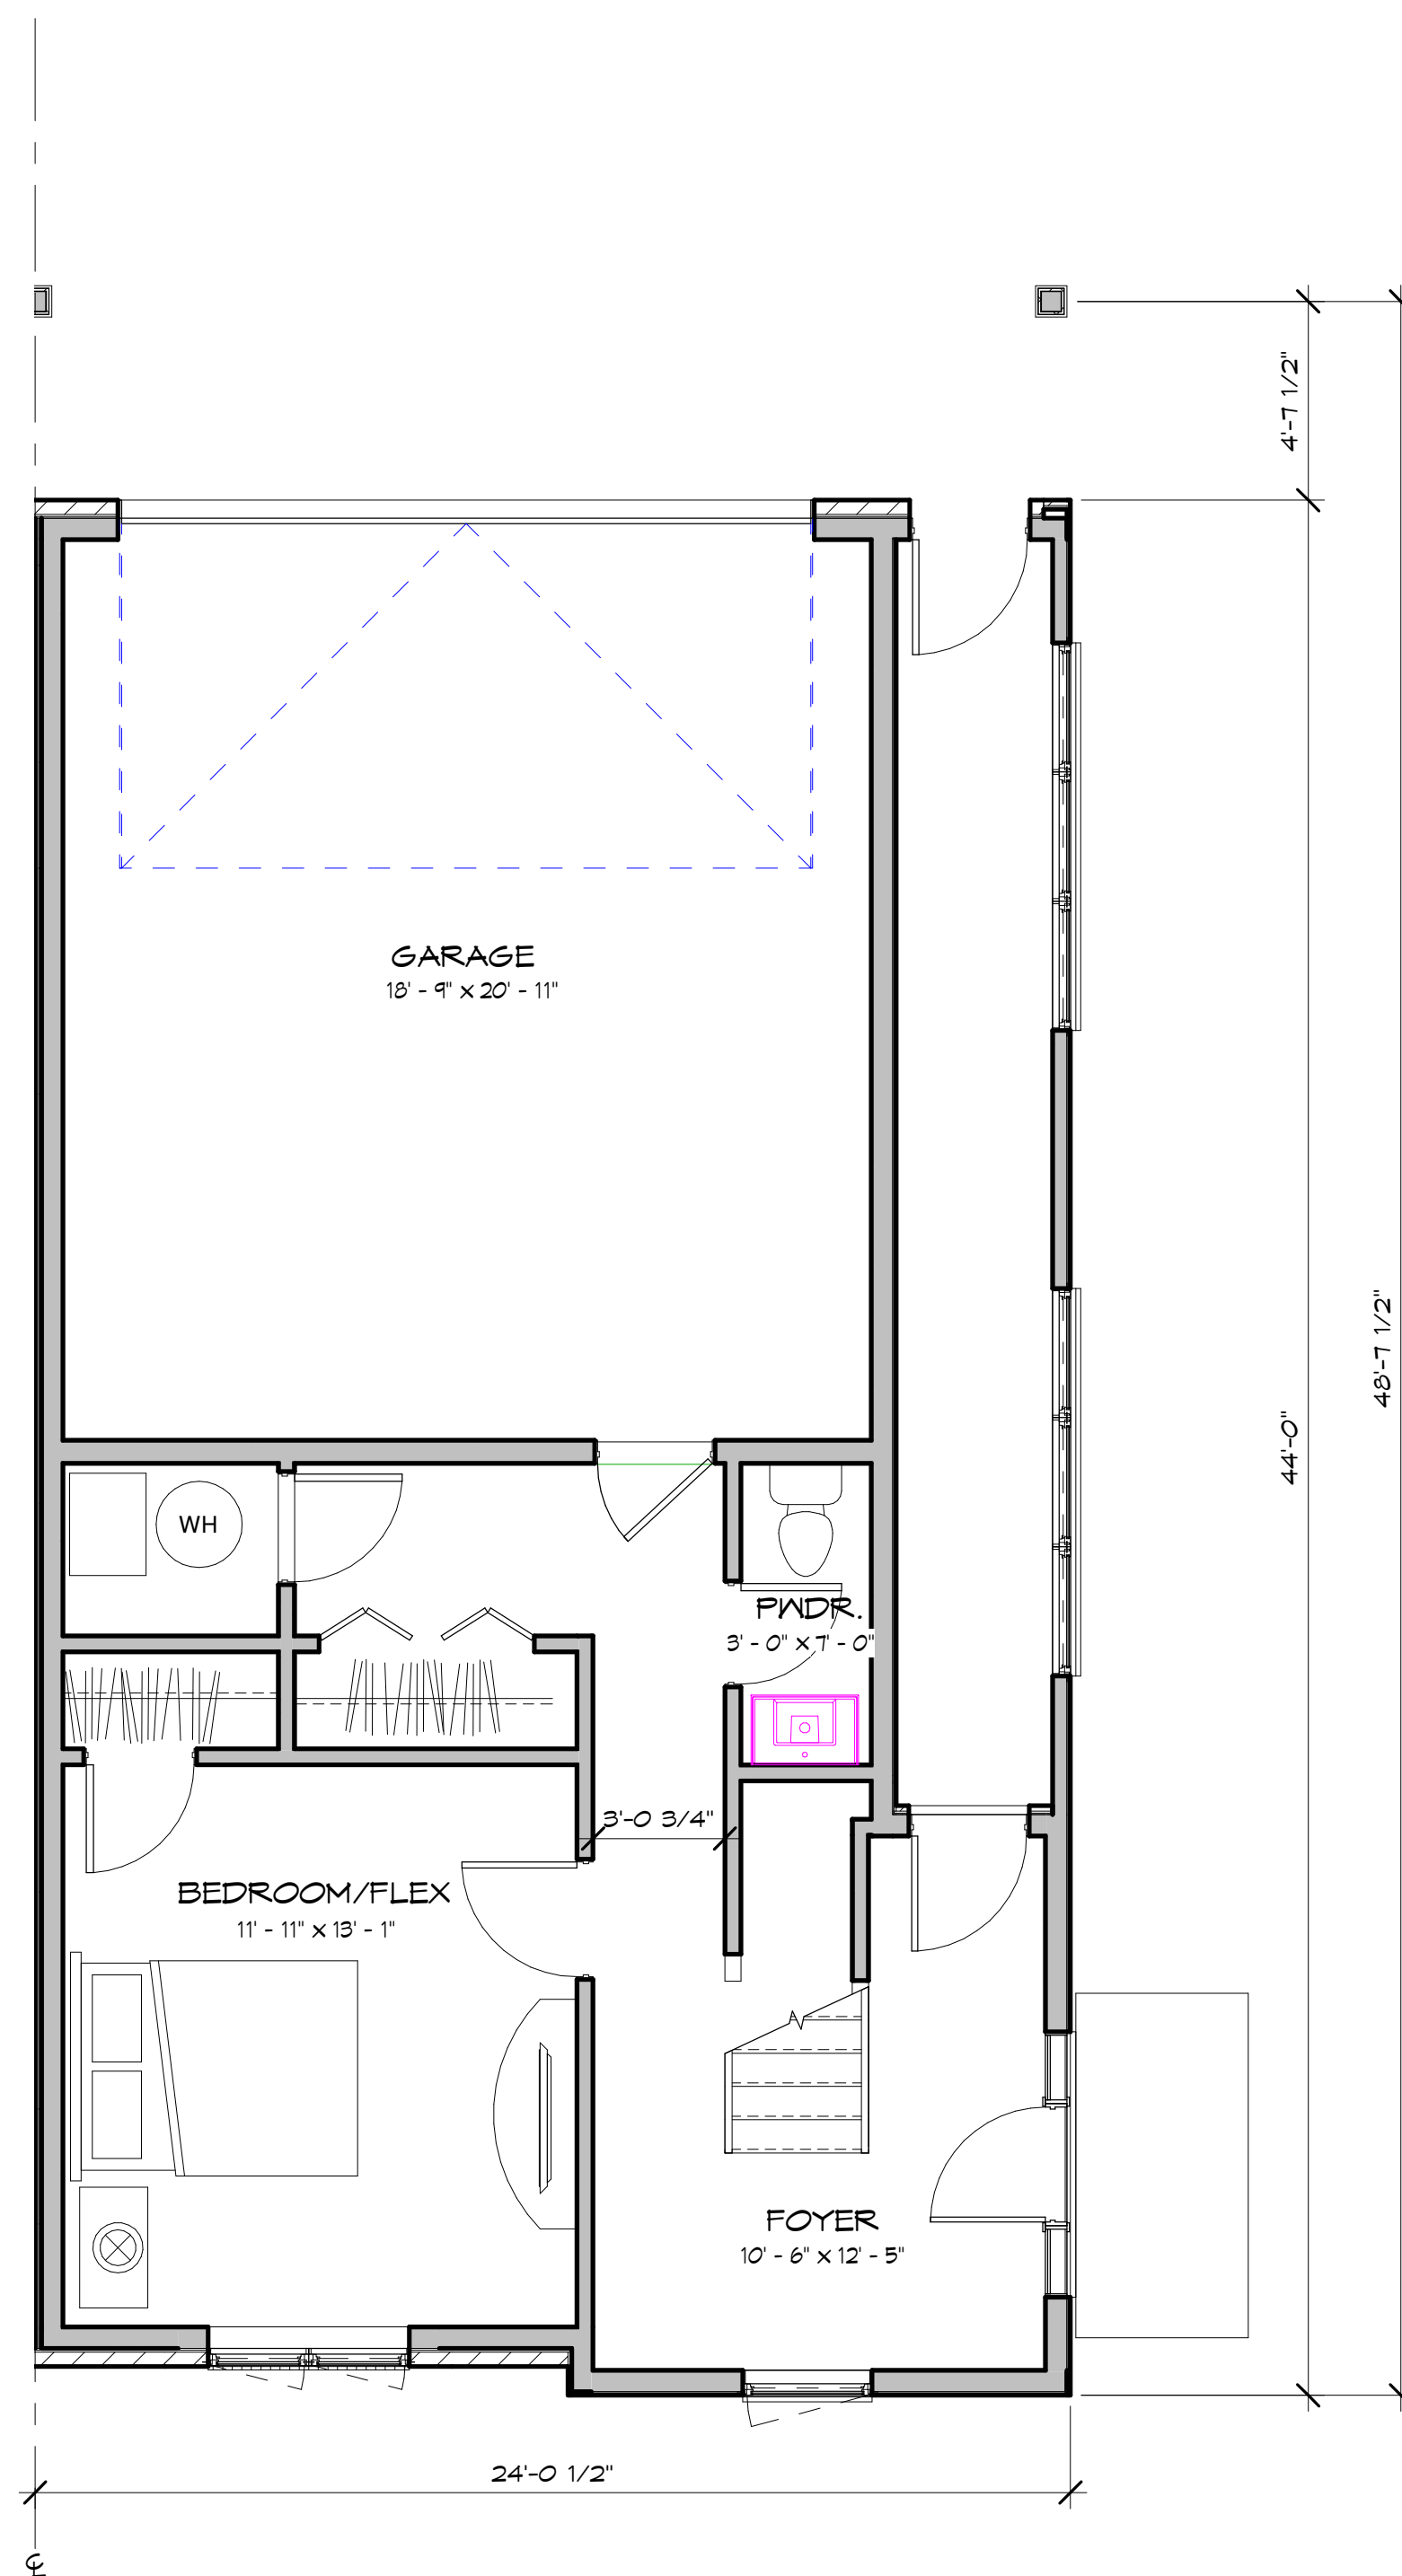 4'-7 1/2"
GARAGE
18' - 9" x 20' - 11"
48'-7 1/2"
44'-0"
WH
PWDR.
3' - 0" x 7' - 0"
3'-0 3/4"
BEDROOM/FLEX
11' - 11" x 13' - 1"
FOYER
10' - 6" x 12' - 5"
24'-0 1/2"
℄